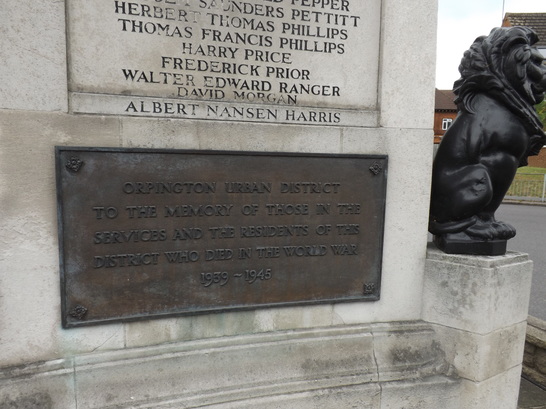 SAUNDERS PETTITT
HERBERT THOMAS PHILLIPS
THOMAS FRANCIS PHILLIPS
HARRY PRICE
FREDERICK PRIOR
WALTER EDWARD RANGER
DAVID MORGAN
ALBERT NANSEN HARRIS
ORPINGTON URBAN DISTRICT
TO THE MEMORY OF THOSE IN THE
SERVICES AND THE RESIDENTS OF THIS
DISTRICT WHO DIED IN THE WORLD WAR
1939 ~ 1945